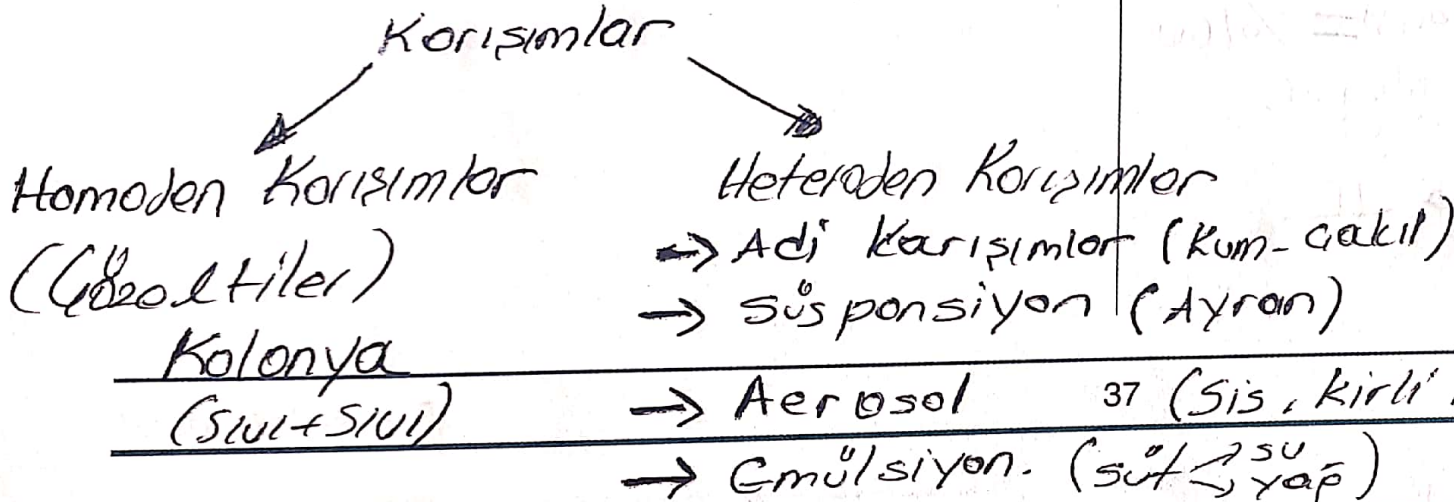 Karışımlar
Homojen Karışımlar
(Çözeltiler)
Kolonya
(Sıvı+Sıvı)
Heterojen Karışımlar
→ Adi Karışımlar (Kum-Çakıl)
→ Süspansiyon (Ayran)
→ Aerosol 37 (Sis, kirli
→ Emülsiyon. (süt → su
→ yağ)